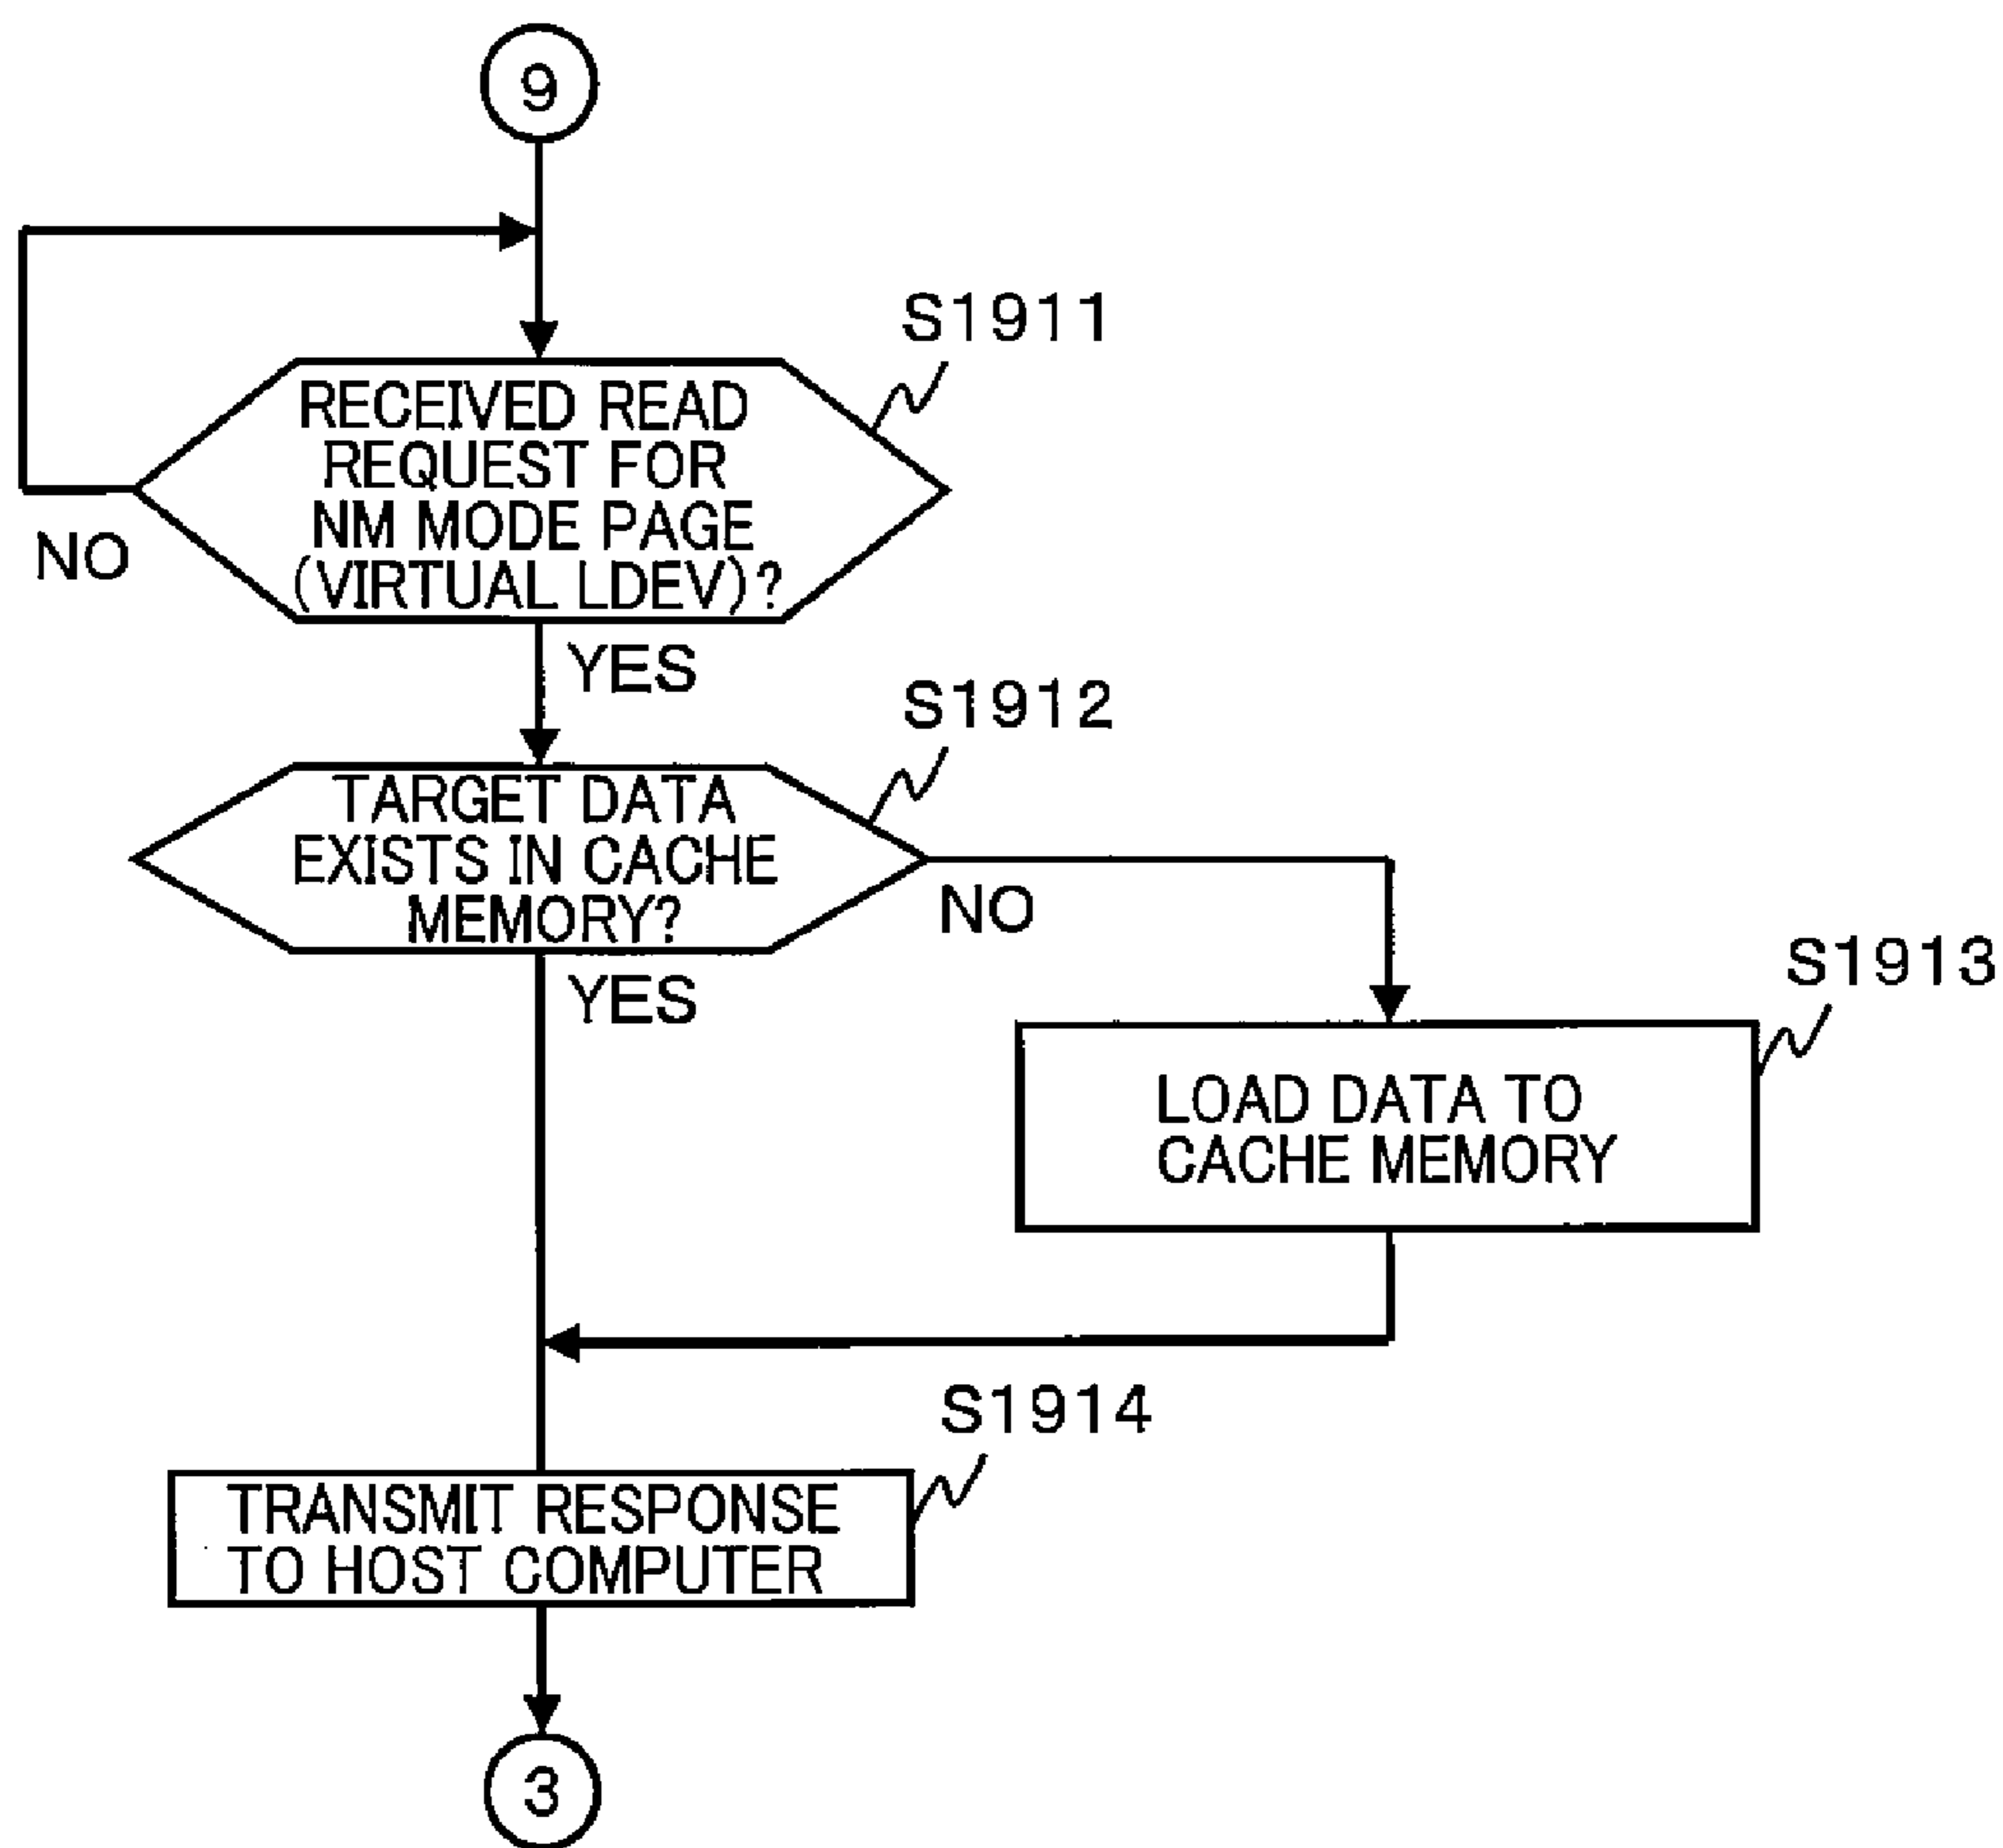 9
S1911
RECEIVED READ
REQUEST FOR
NM MODE PAGE
(VIRTUAL LDEV)?
NO
YES
S1912
TARGET DATA
EXISTS IN CACHE
MEMORY?
NO
YES
S1913
LOAD DATA TO
CACHE MEMORY
S1914
TRANSMIT RESPONSE
TO HOST COMPUTER
3